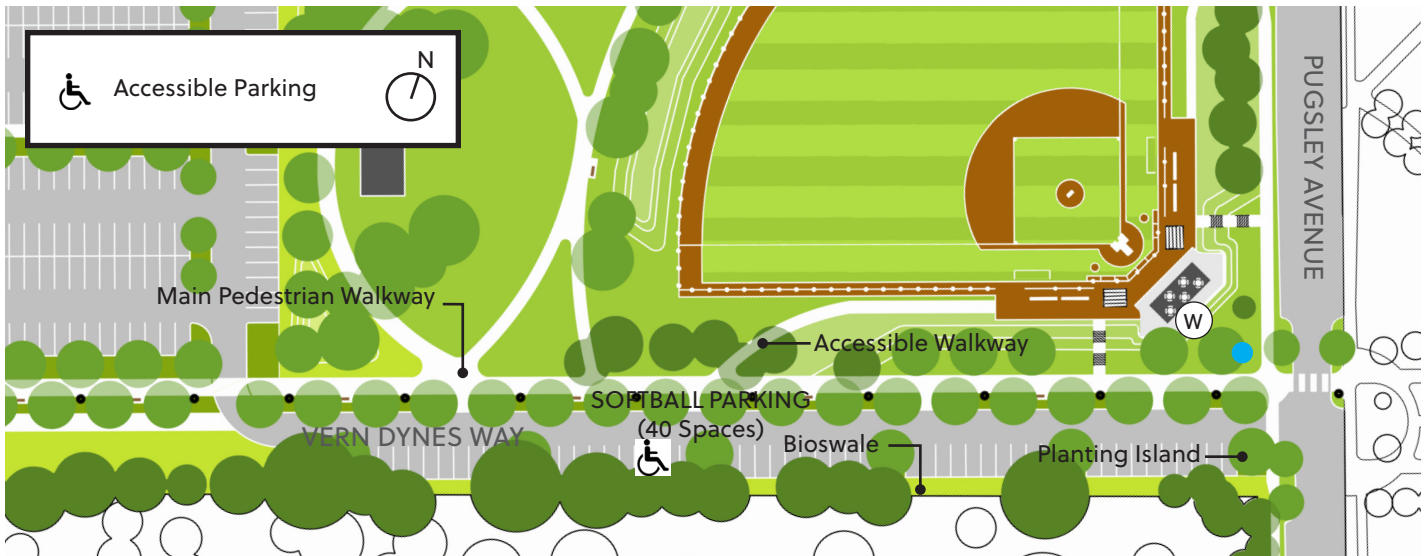 N
Accessible Parking
PUGSLEY AVENUE
Main Pedestrian Walkway
W
Accessible Walkway
SOFTBALL PARKING
(40 Spaces)
VERN DYNES WAY
Bioswale
Planting Island